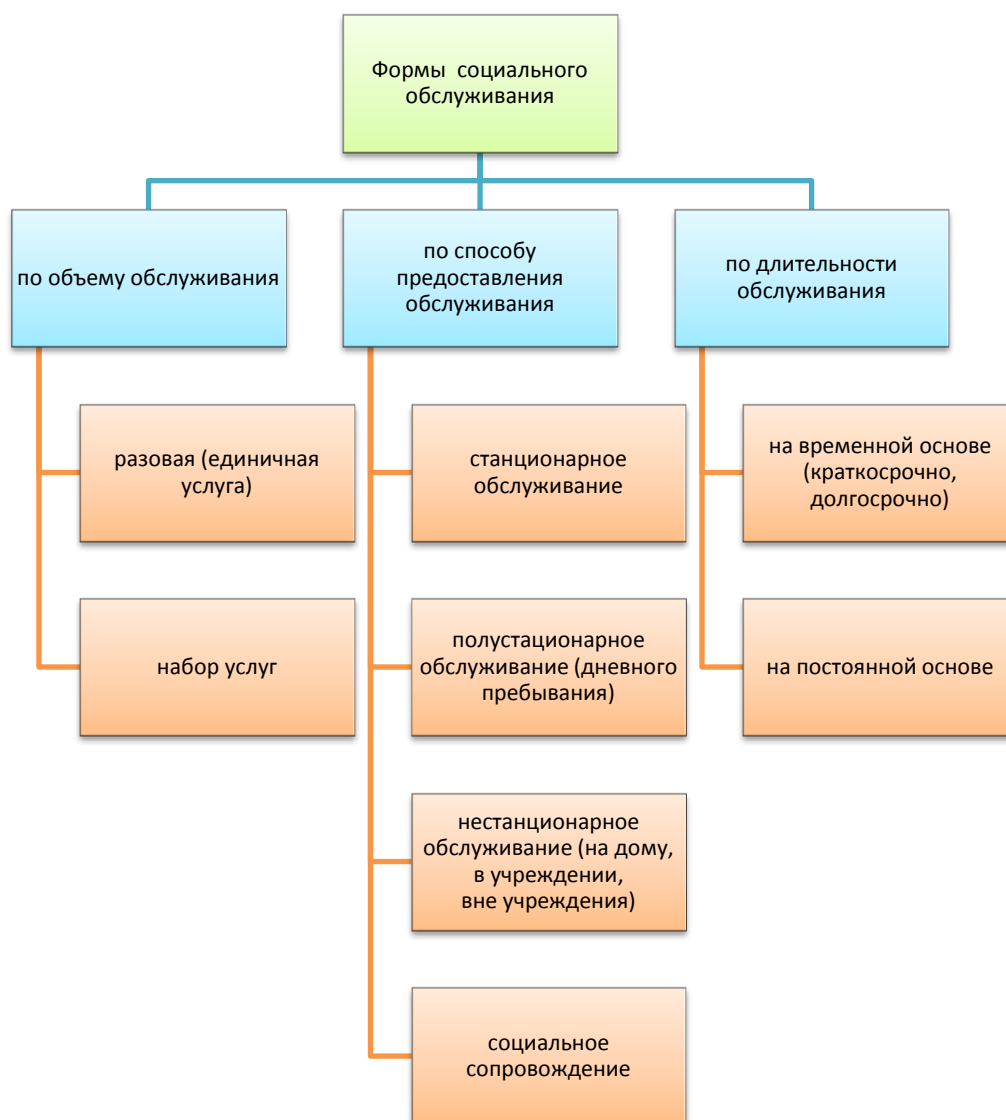 Формы социального
обслуживания
по объему обслуживания
по способу
предоставления
обслуживания
по длительности
обслуживания
разовая (единичная
услуга)
станционарное
обслуживание
на временной основе
(краткосрочно,
долгосрочно)
набор услуг
полустационарное
обслуживание (дневного
пребывания)
на постоянной основе
нестанционарное
обслуживание (на дому,
в учреждении,
вне учреждения)
социальное
сопровождение